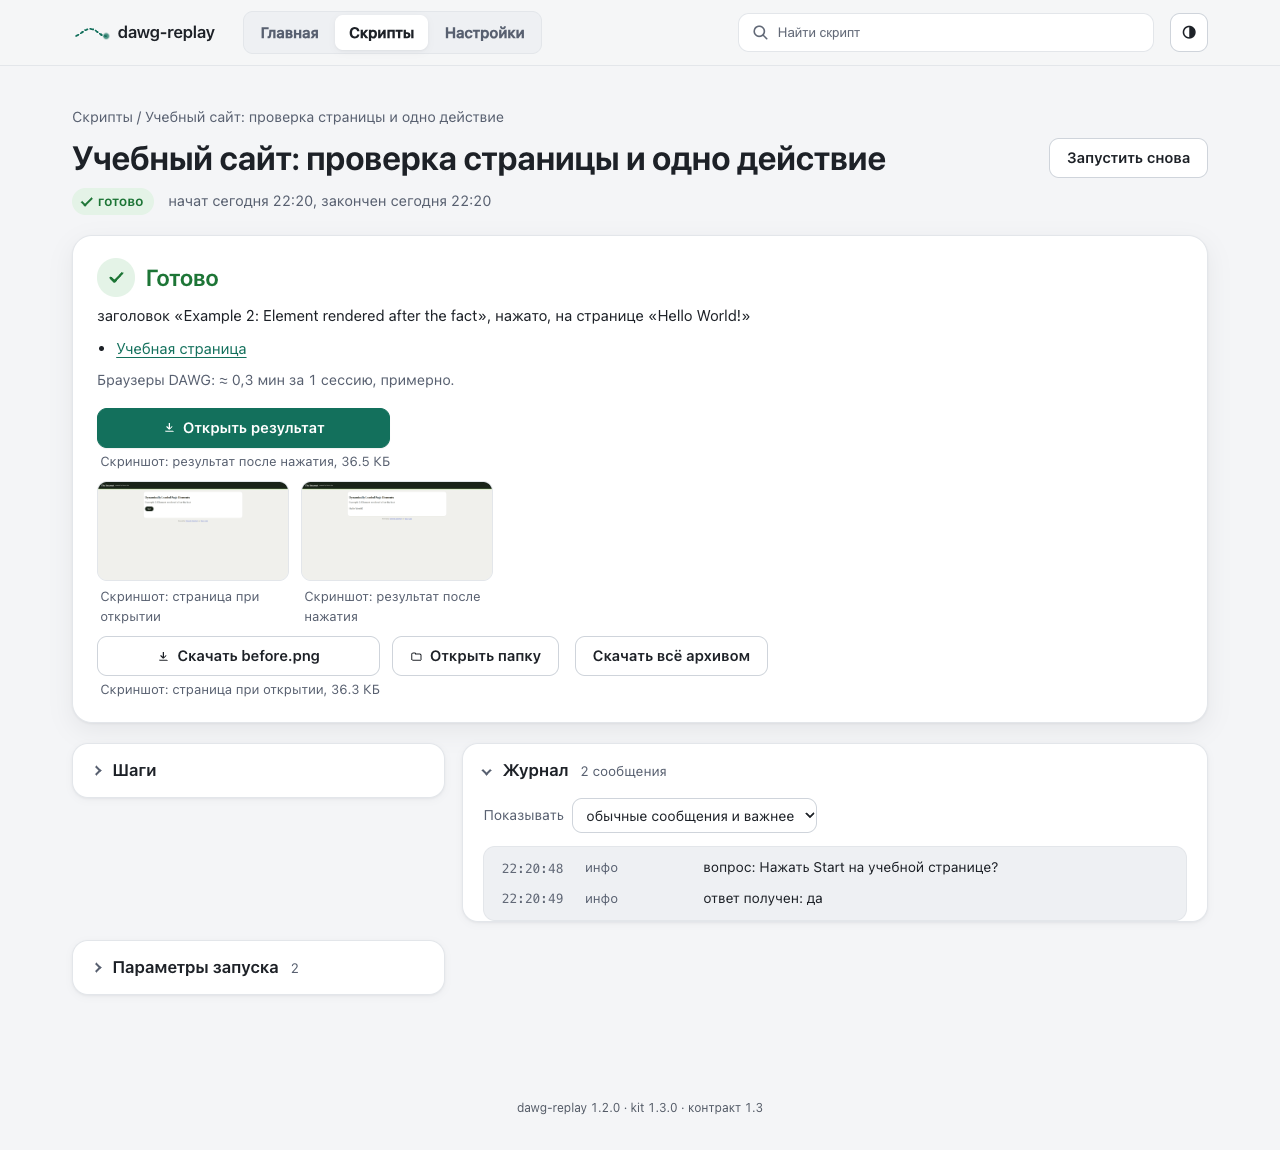 dawg-replay
Главная
Скрипты
Настройки
Найти скрипт
Скрипты / Учебный сайт: проверка страницы и одно действие
Учебный сайт: проверка страницы и одно действие
Запустить снова
готово
начат сегодня 22:20, закончен сегодня 22:20
Готово
заголовок «Example 2: Element rendered after the fact», нажато, на странице «Hello World!»
Учебная страница
Браузеры DAWG: ≈ 0,3 мин за 1 сессию, примерно.
Открыть результат
Скриншот: результат после нажатия, 36.5 КБ
Скриншот: страница при
открытии
Скриншот: результат после
нажатия
Скачать before.png
Открыть папку
Скачать всё архивом
Скриншот: страница при открытии, 36.3 КБ
Шаги
Журнал 2 сообщения
Показывать обычные сообщения и важнее
22:20:48 инфо вопрос: Нажать Start на учебной странице?
22:20:49 инфо ответ получен: да
Параметры запуска 2
dawg-replay 1.2.0 · kit 1.3.0 · контракт 1.3